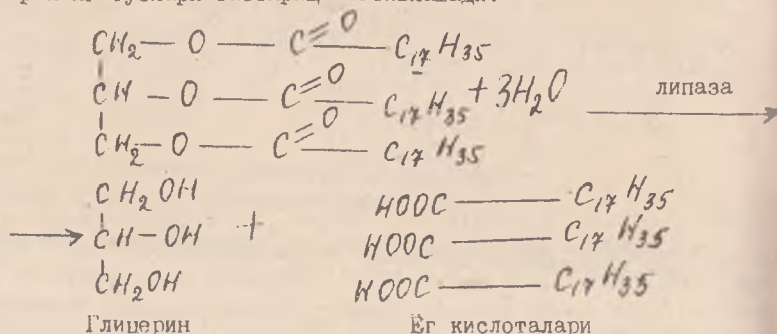 CH₂ — O — C = O — C₁₇H₃₅
CH — O — C = O — C₁₇H₃₅ + 3H₂O липаза →
CH₂ — O — C = O — C₁₇H₃₅
CH₂OH HOOC — C₁₇H₃₅
→ CH — OH + HOOC — C₁₇H₃₅
CH₂OH HOOC — C₁₇H₃₅
Глицерин Ёг кислоталари